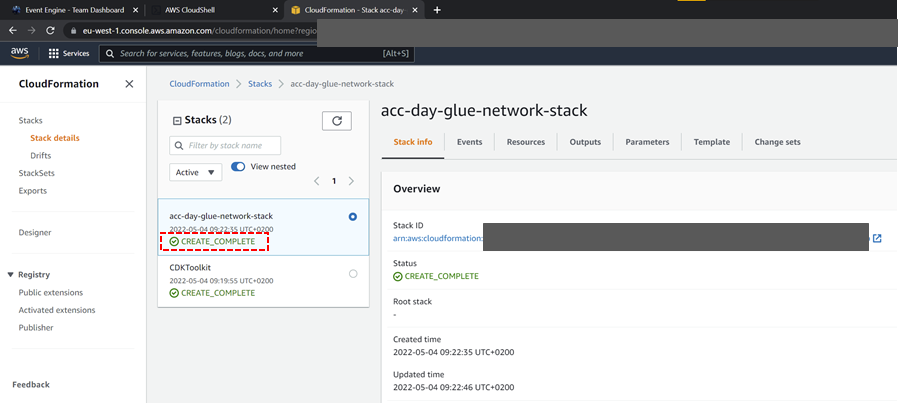 Event Engine - Team Dashboard
AWS CloudShell
CloudFormation - Stack acc-day-
eu-west-1.console.aws.amazon.com/cloudformation/home?regio
aws
Services
Search for services, features, blogs, docs, and more
[Alt+S]
CloudFormation
Stacks
Stack details
Drifts
StackSets
Exports
Designer
Registry
Public extensions
Activated extensions
Publisher
Feedback
CloudFormation
Stacks
acc-day-glue-network-stack
Stacks (2)
Filter by stack name
Active
View nested
1
acc-day-glue-network-stack
2022-05-04 09:22:35 UTC+0200
CREATE_COMPLETE
CDKToolkit
2022-05-04 09:19:55 UTC+0200
CREATE_COMPLETE
acc-day-glue-network-stack
Stack info
Events
Resources
Outputs
Parameters
Template
Change sets
Overview
Stack ID
arn:aws:cloudformation:
Status
CREATE_COMPLETE
Root stack
-
Created time
2022-05-04 09:22:35 UTC+0200
Updated time
2022-05-04 09:22:46 UTC+0200